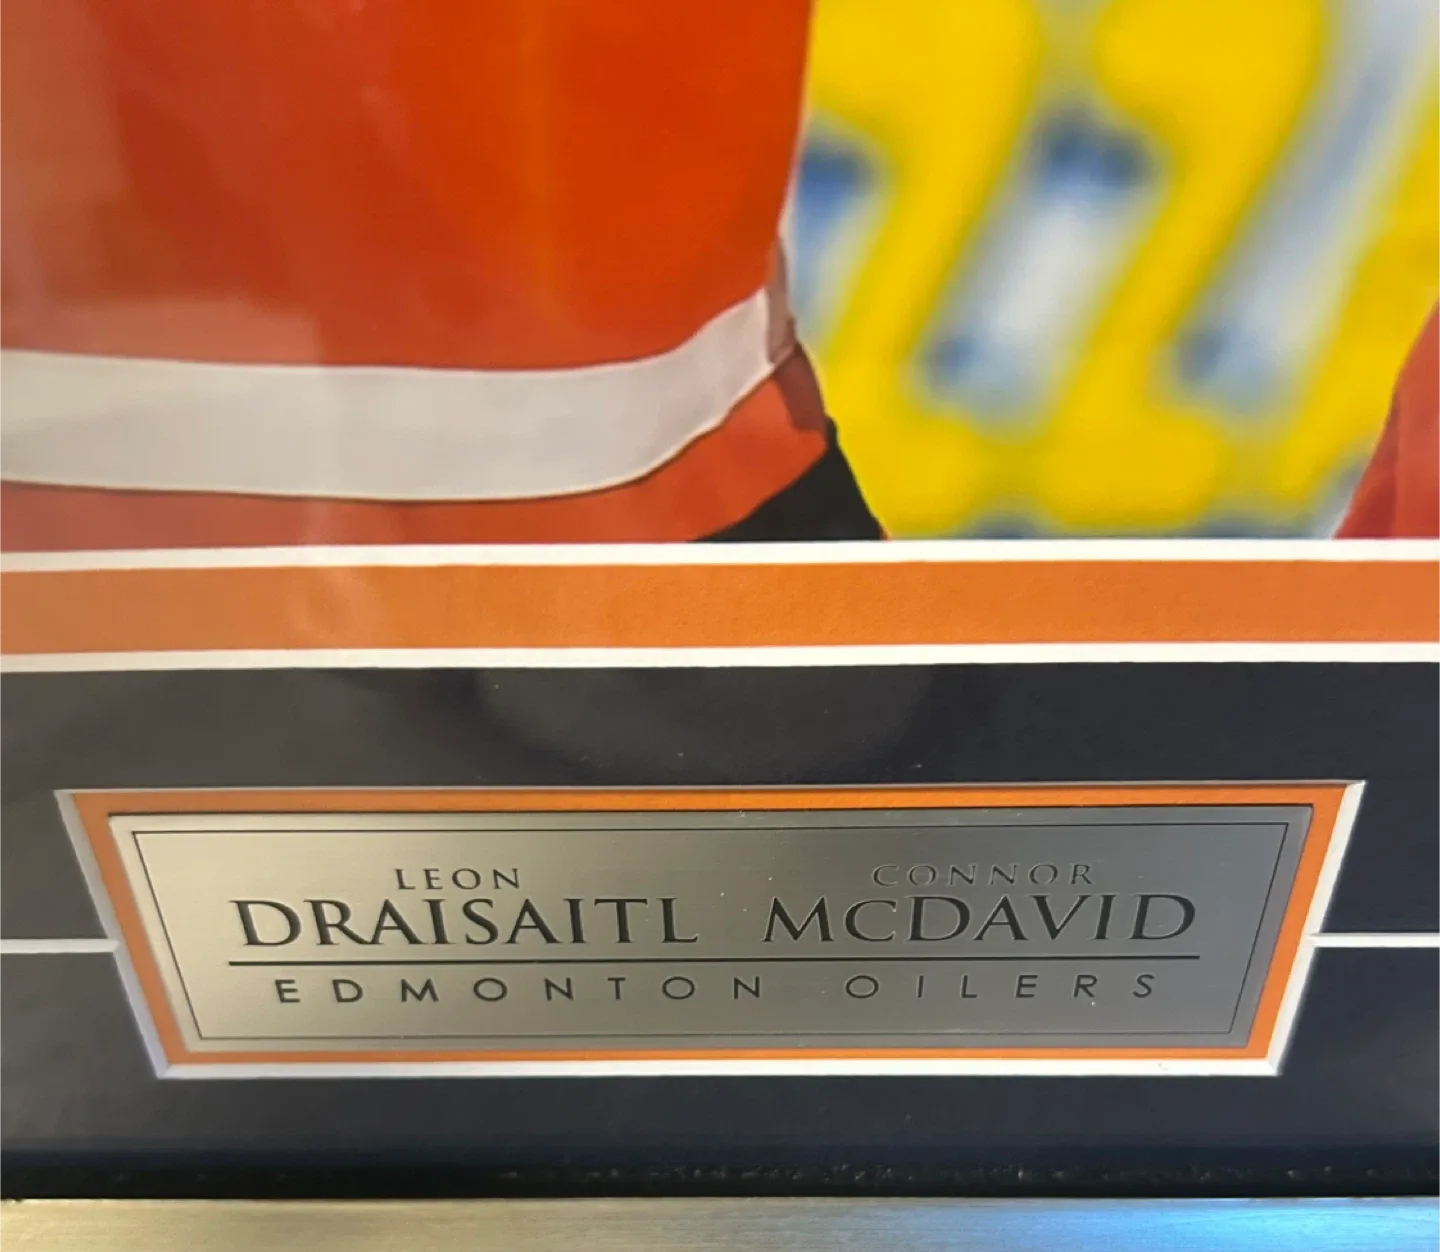 LEON CONNOR
DRAISAITL MCDAVID
EDMONTON OILERS